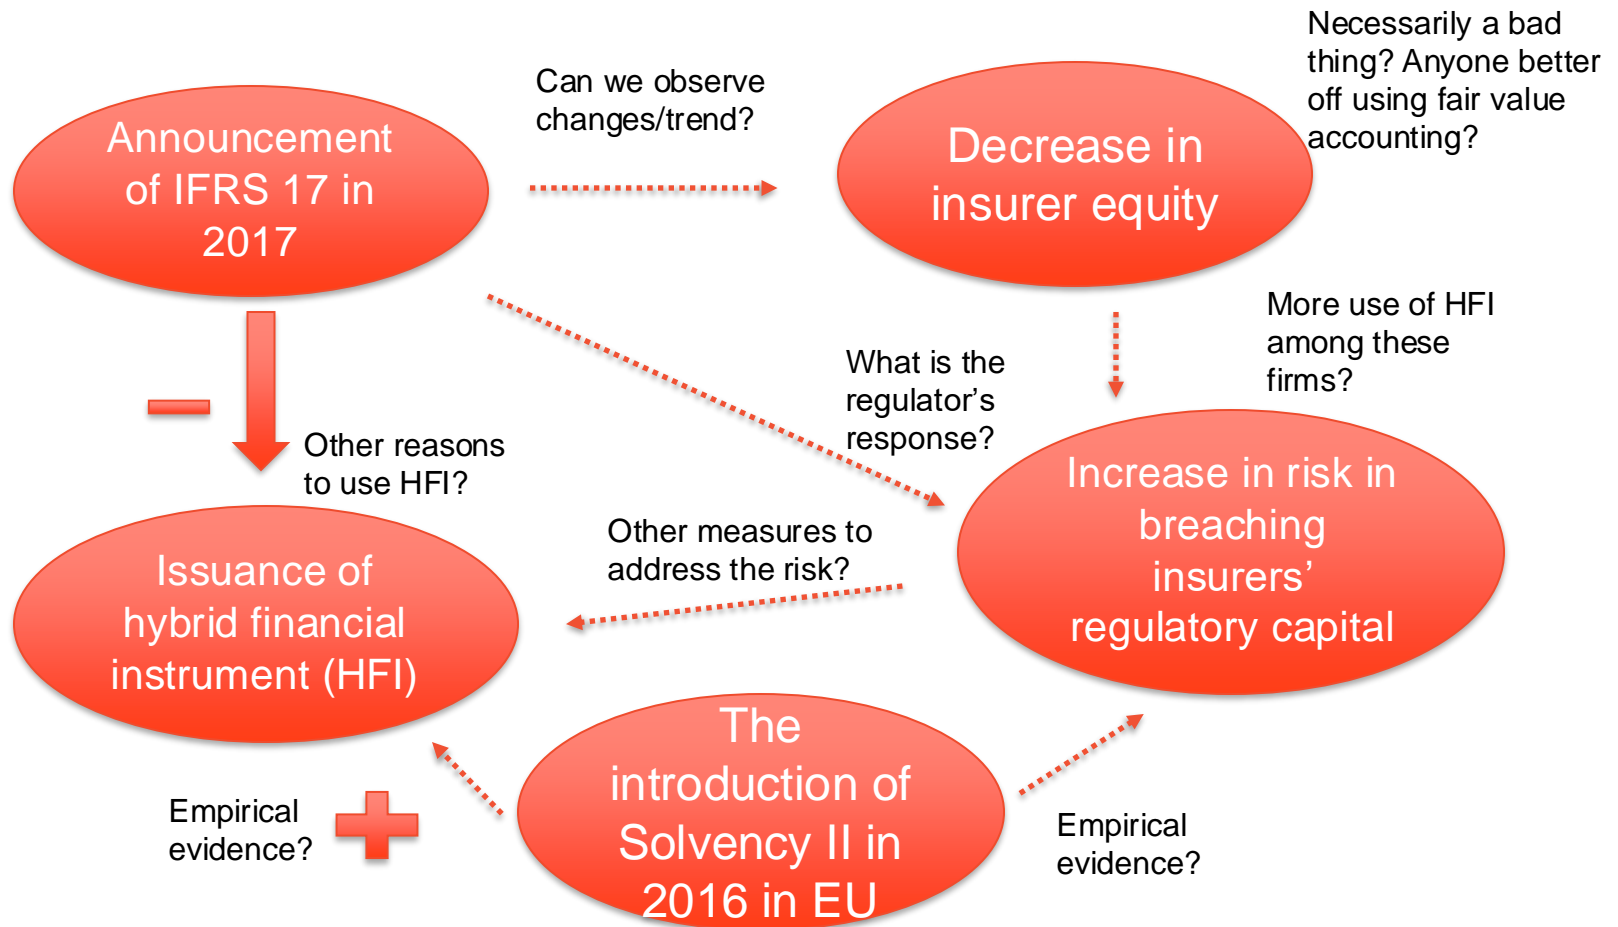 Necessarily a bad
thing? Anyone better
off using fair value
accounting?
Can we observe
changes/trend?
Announcement
of IFRS 17 in
2017
Decrease in
insurer equity
More use of HFI
among these
firms?
What is the
regulator’s
response?
Other reasons
to use HFI?
Increase in risk in
breaching
insurers’
regulatory capital
Other measures to
address the risk?
Issuance of
hybrid financial
instrument (HFI)
The
introduction of
Solvency II in
2016 in EU
Empirical
evidence?
Empirical
evidence?